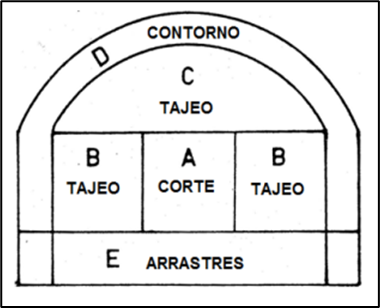 CONTORNO
D
C
TAJEO
B A B
TAJEO CORTE TAJEO
E ARRASTRES